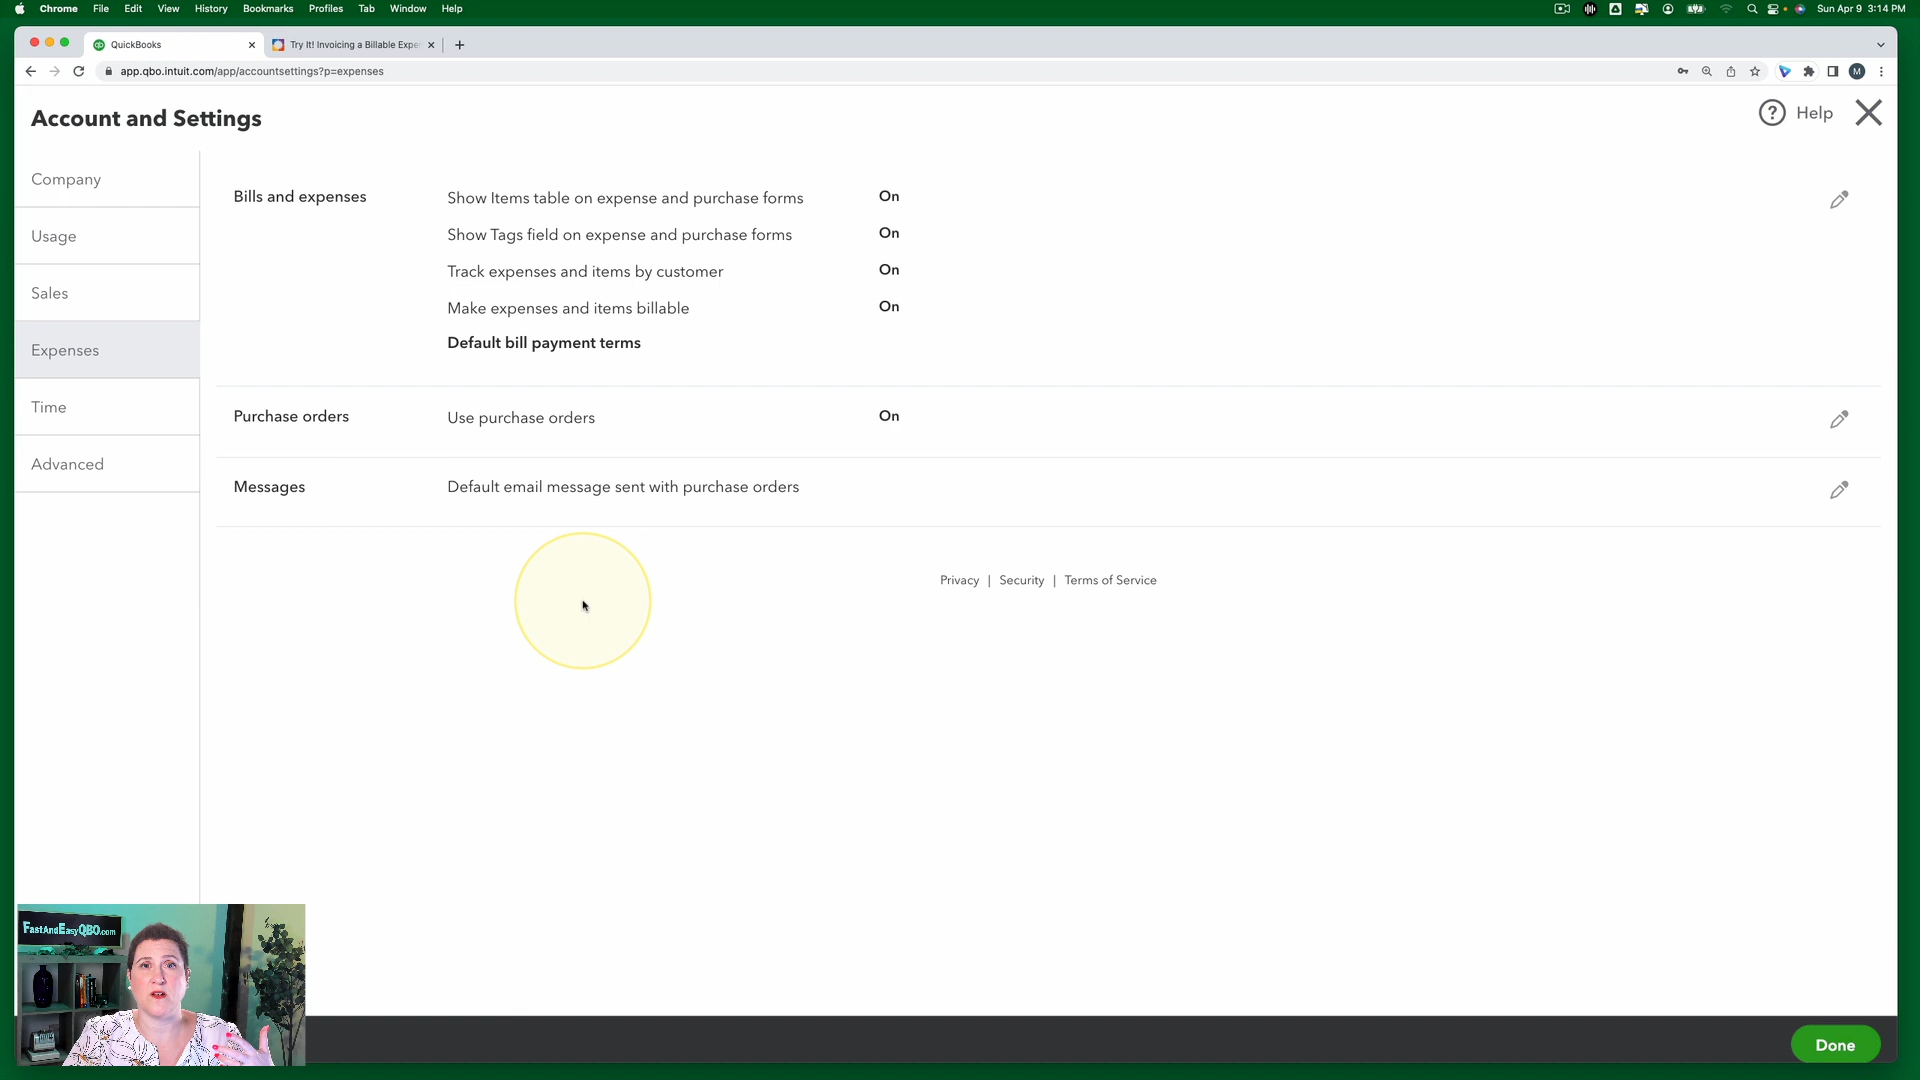 Chrome File Edit View History Bookmarks Profiles Tab Window Help
Sun Apr 9 3:14 PM
QuickBooks
Try It! Invoicing a Billable Expe
app.qbo.intuit.com/app/accountsettings?p=expenses
M
Account and Settings
? Help
Company
Usage
Sales
Expenses
Time
Advanced
Bills and expenses
Show Items table on expense and purchase forms On
Show Tags field on expense and purchase forms On
Track expenses and items by customer On
Make expenses and items billable On
Default bill payment terms
Purchase orders Use purchase orders On
Messages Default email message sent with purchase orders
Privacy | Security | Terms of Service
FastAndEasyQBO.com
Done